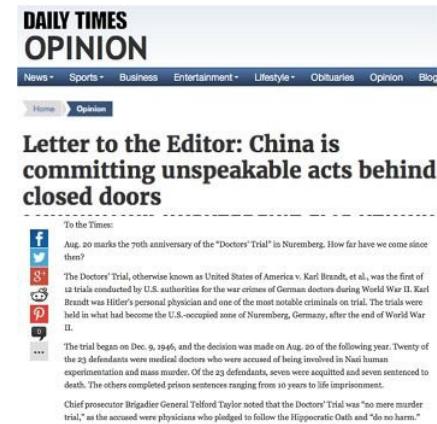 DAILY TIMES
OPINION
News Sports Business Entertainment Lifestyle Obituaries Opinion Blog
Home Opinion
Letter to the Editor: China is
committing unspeakable acts behind
closed doors
To the Times:
Aug. 20 marks the 70th anniversary of the "Doctors' Trial" in Nuremberg. How far have we come since
then?
The Doctors' Trial, otherwise known as United States of America v. Karl Brandt, et al., was the first of
12 trials conducted by U.S. authorities for the war crimes of German doctors during World War II. Karl
Brandt was Hitler's personal physician and one of the most notable criminals on trial. The trials were
held in what had become the U.S.-occupied zone of Nuremberg, Germany, after the end of World War
II.
The trial began on Dec. 9, 1946, and the decision was made on Aug. 20 of the following year. Twenty of
the 23 defendants were medical doctors who were accused of being involved in Nazi human
experimentation and mass murder. Of the 23 defendants, seven were acquitted and seven sentenced to
death. The others completed prison sentences ranging from 10 years to life imprisonment.
Chief prosecutor Brigadier General Telford Taylor noted that the Doctors' Trial was "no mere murder
trial," as the accused were physicians who pledged to follow the Hippocratic Oath and "do no harm."